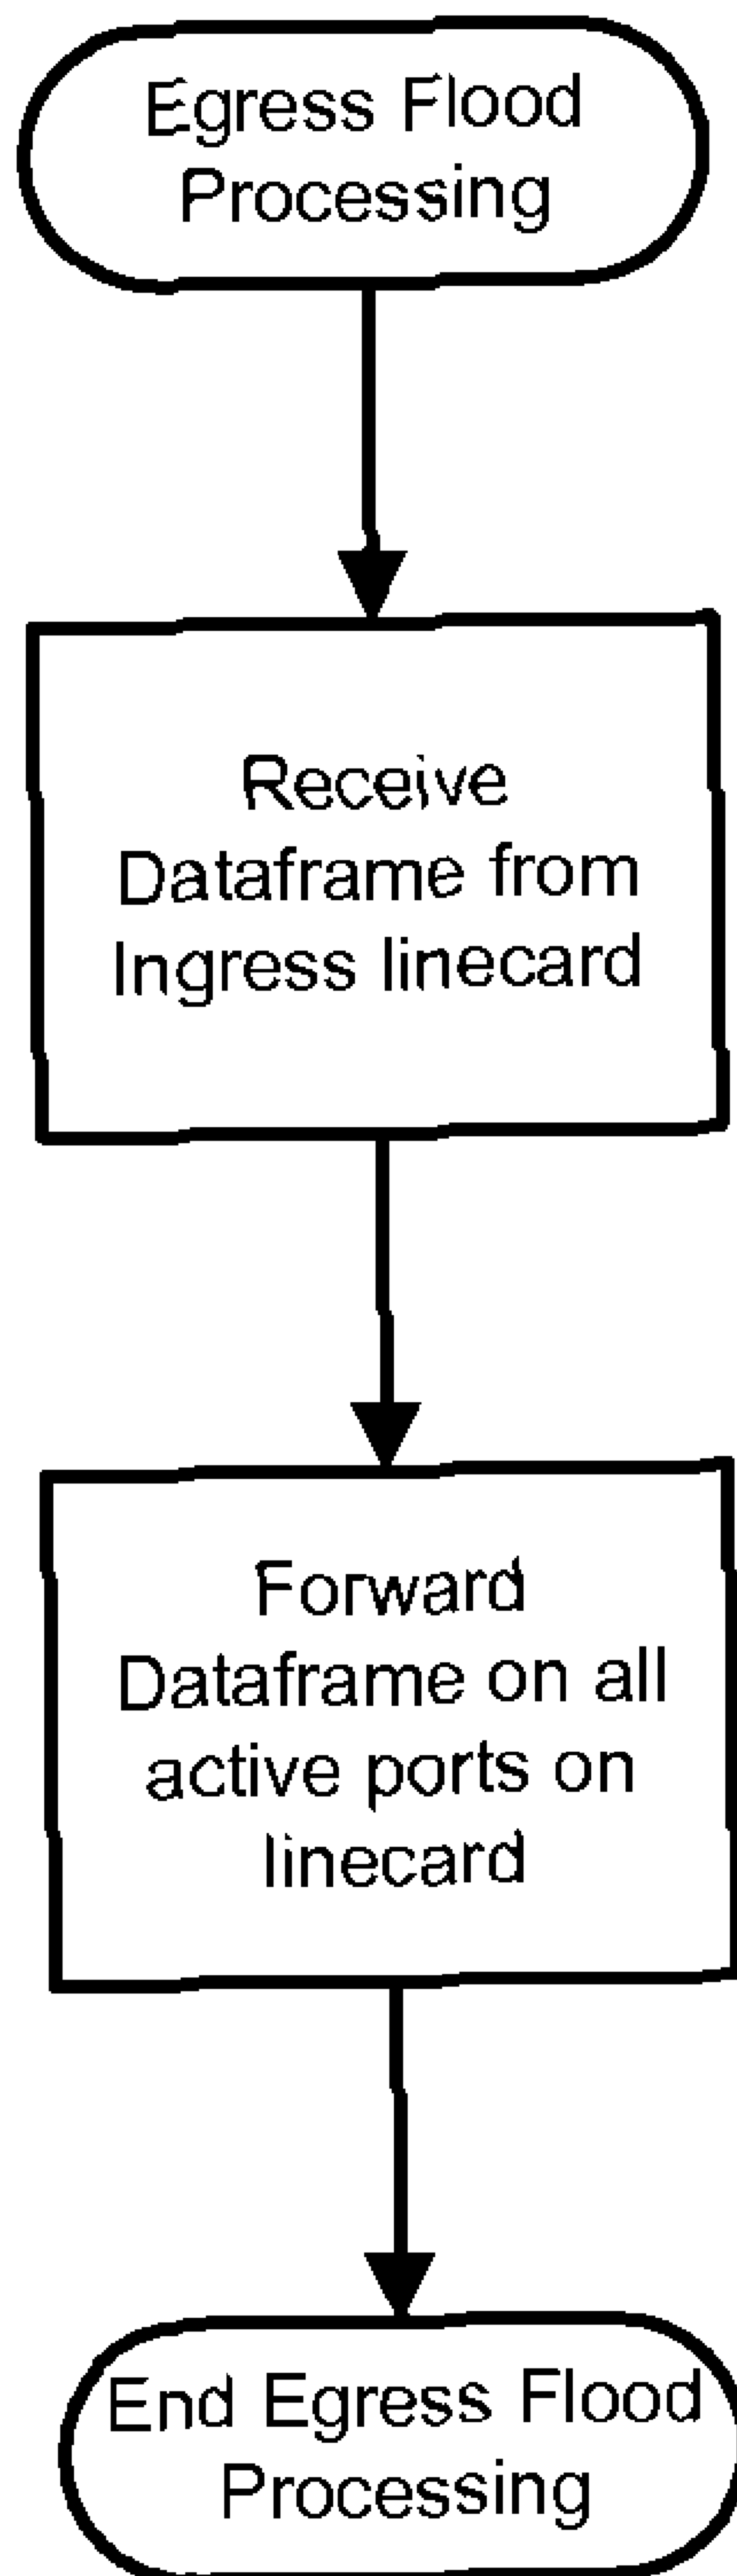 Egress Flood
Processing
Receive
Dataframe from
Ingress linecard
Forward
Dataframe on all
active ports on
linecard
End Egress Flood
Processing